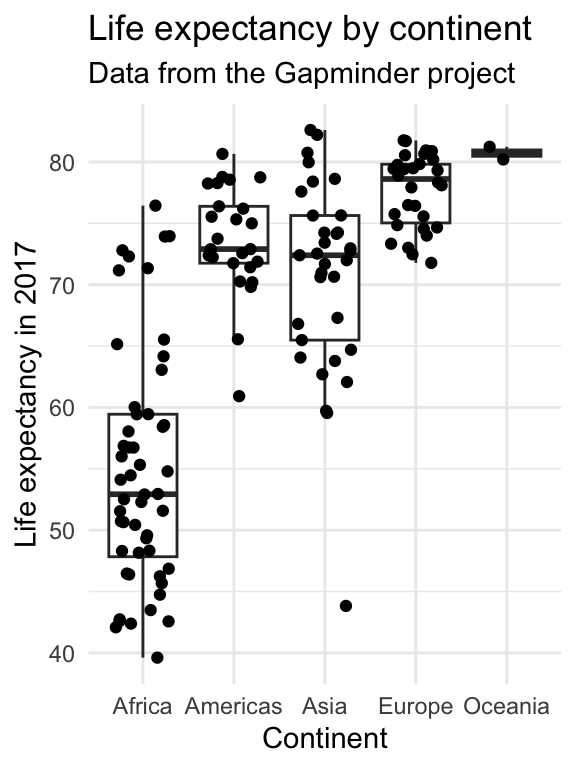 Life expectancy by continent
Data from the Gapminder project
Life expectancy in 2017
80
70
60
50
40
Africa Americas Asia Europe Oceania
Continent